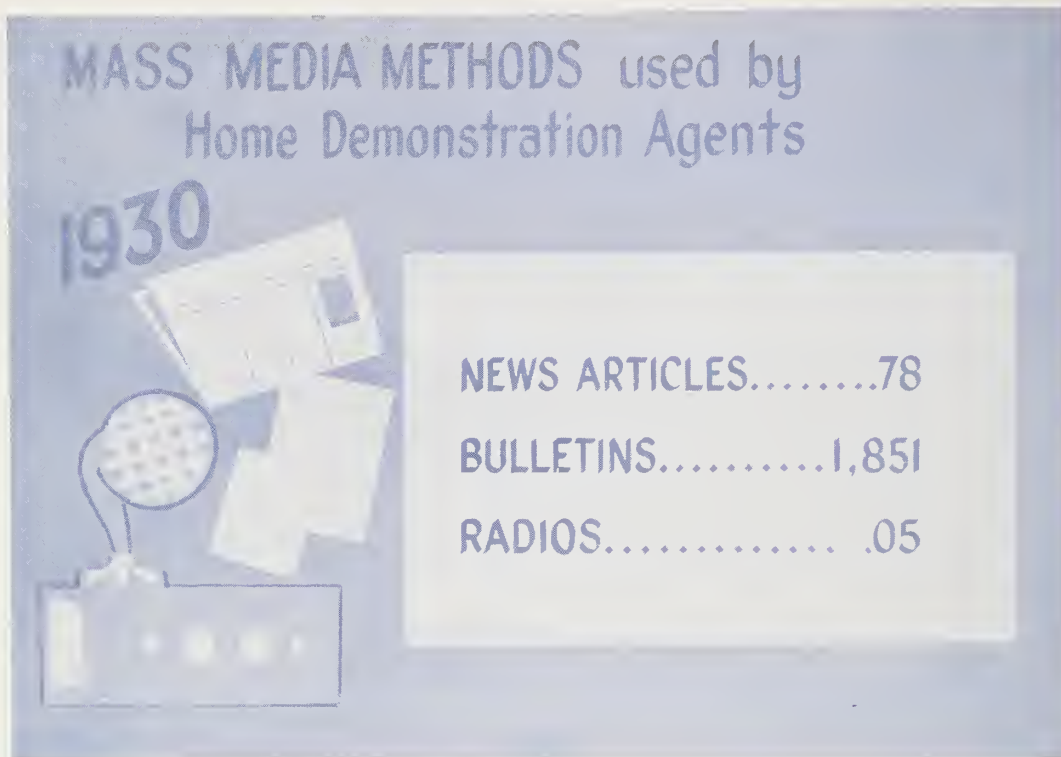 MASS MEDIA METHODS used by
Home Demonstration Agents
1930
NEWS ARTICLES........78
BULLETINS..........1,851
RADIOS............. .05